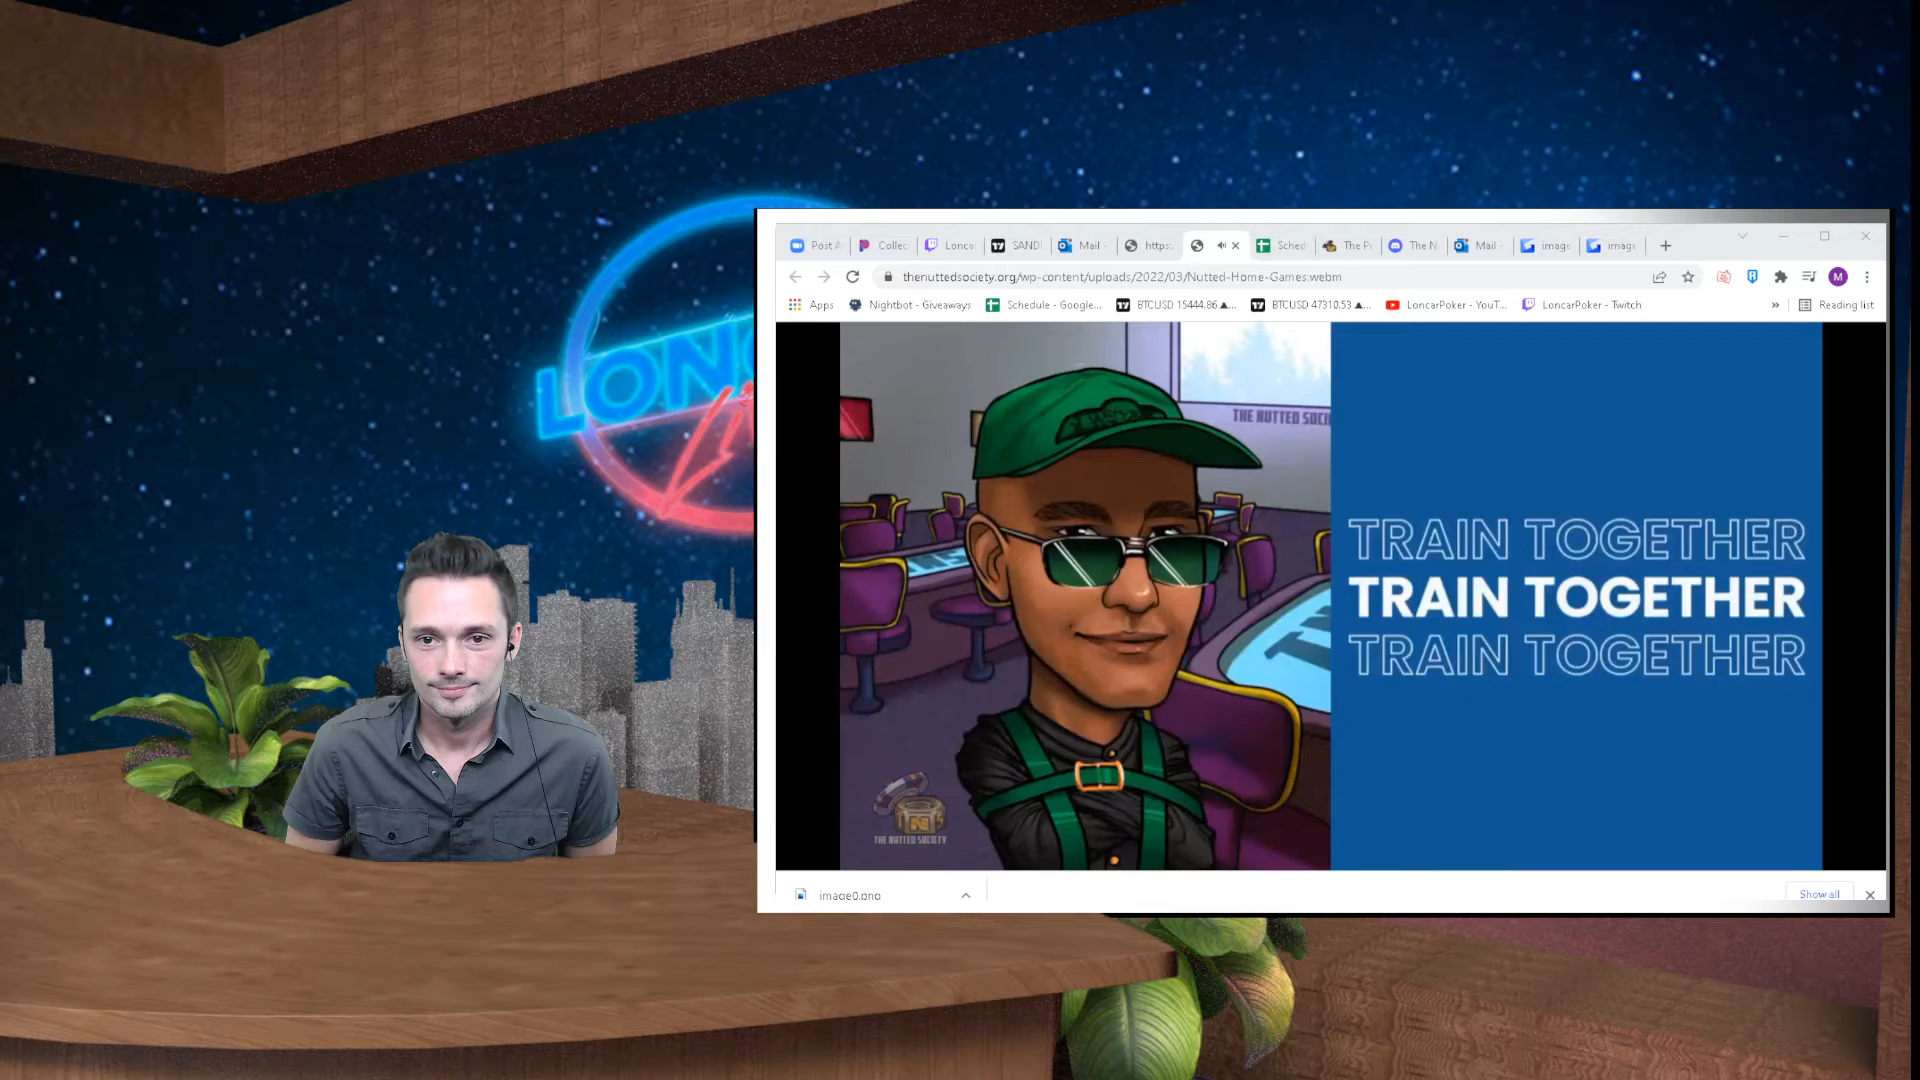 LON
Post A
Collec
Lonca
SAND
Mail -
https:
Sched
The P
The N
Mail -
image
image
thenuttedsociety.org/wp-content/uploads/2022/03/Nutted-Home-Games.webm
M
Apps
Nightbot - Giveaways
Schedule - Google...
BTCUSD 15444.86 ▲...
BTCUSD 47310.53 ▲...
LoncarPoker - YouT...
LoncarPoker - Twitch
»
Reading list
THE NUTTED SOCI
TRAIN TOGETHER
TRAIN TOGETHER
TRAIN TOGETHER
N
THE NUTTED SOCIETY
image0.png
Show all